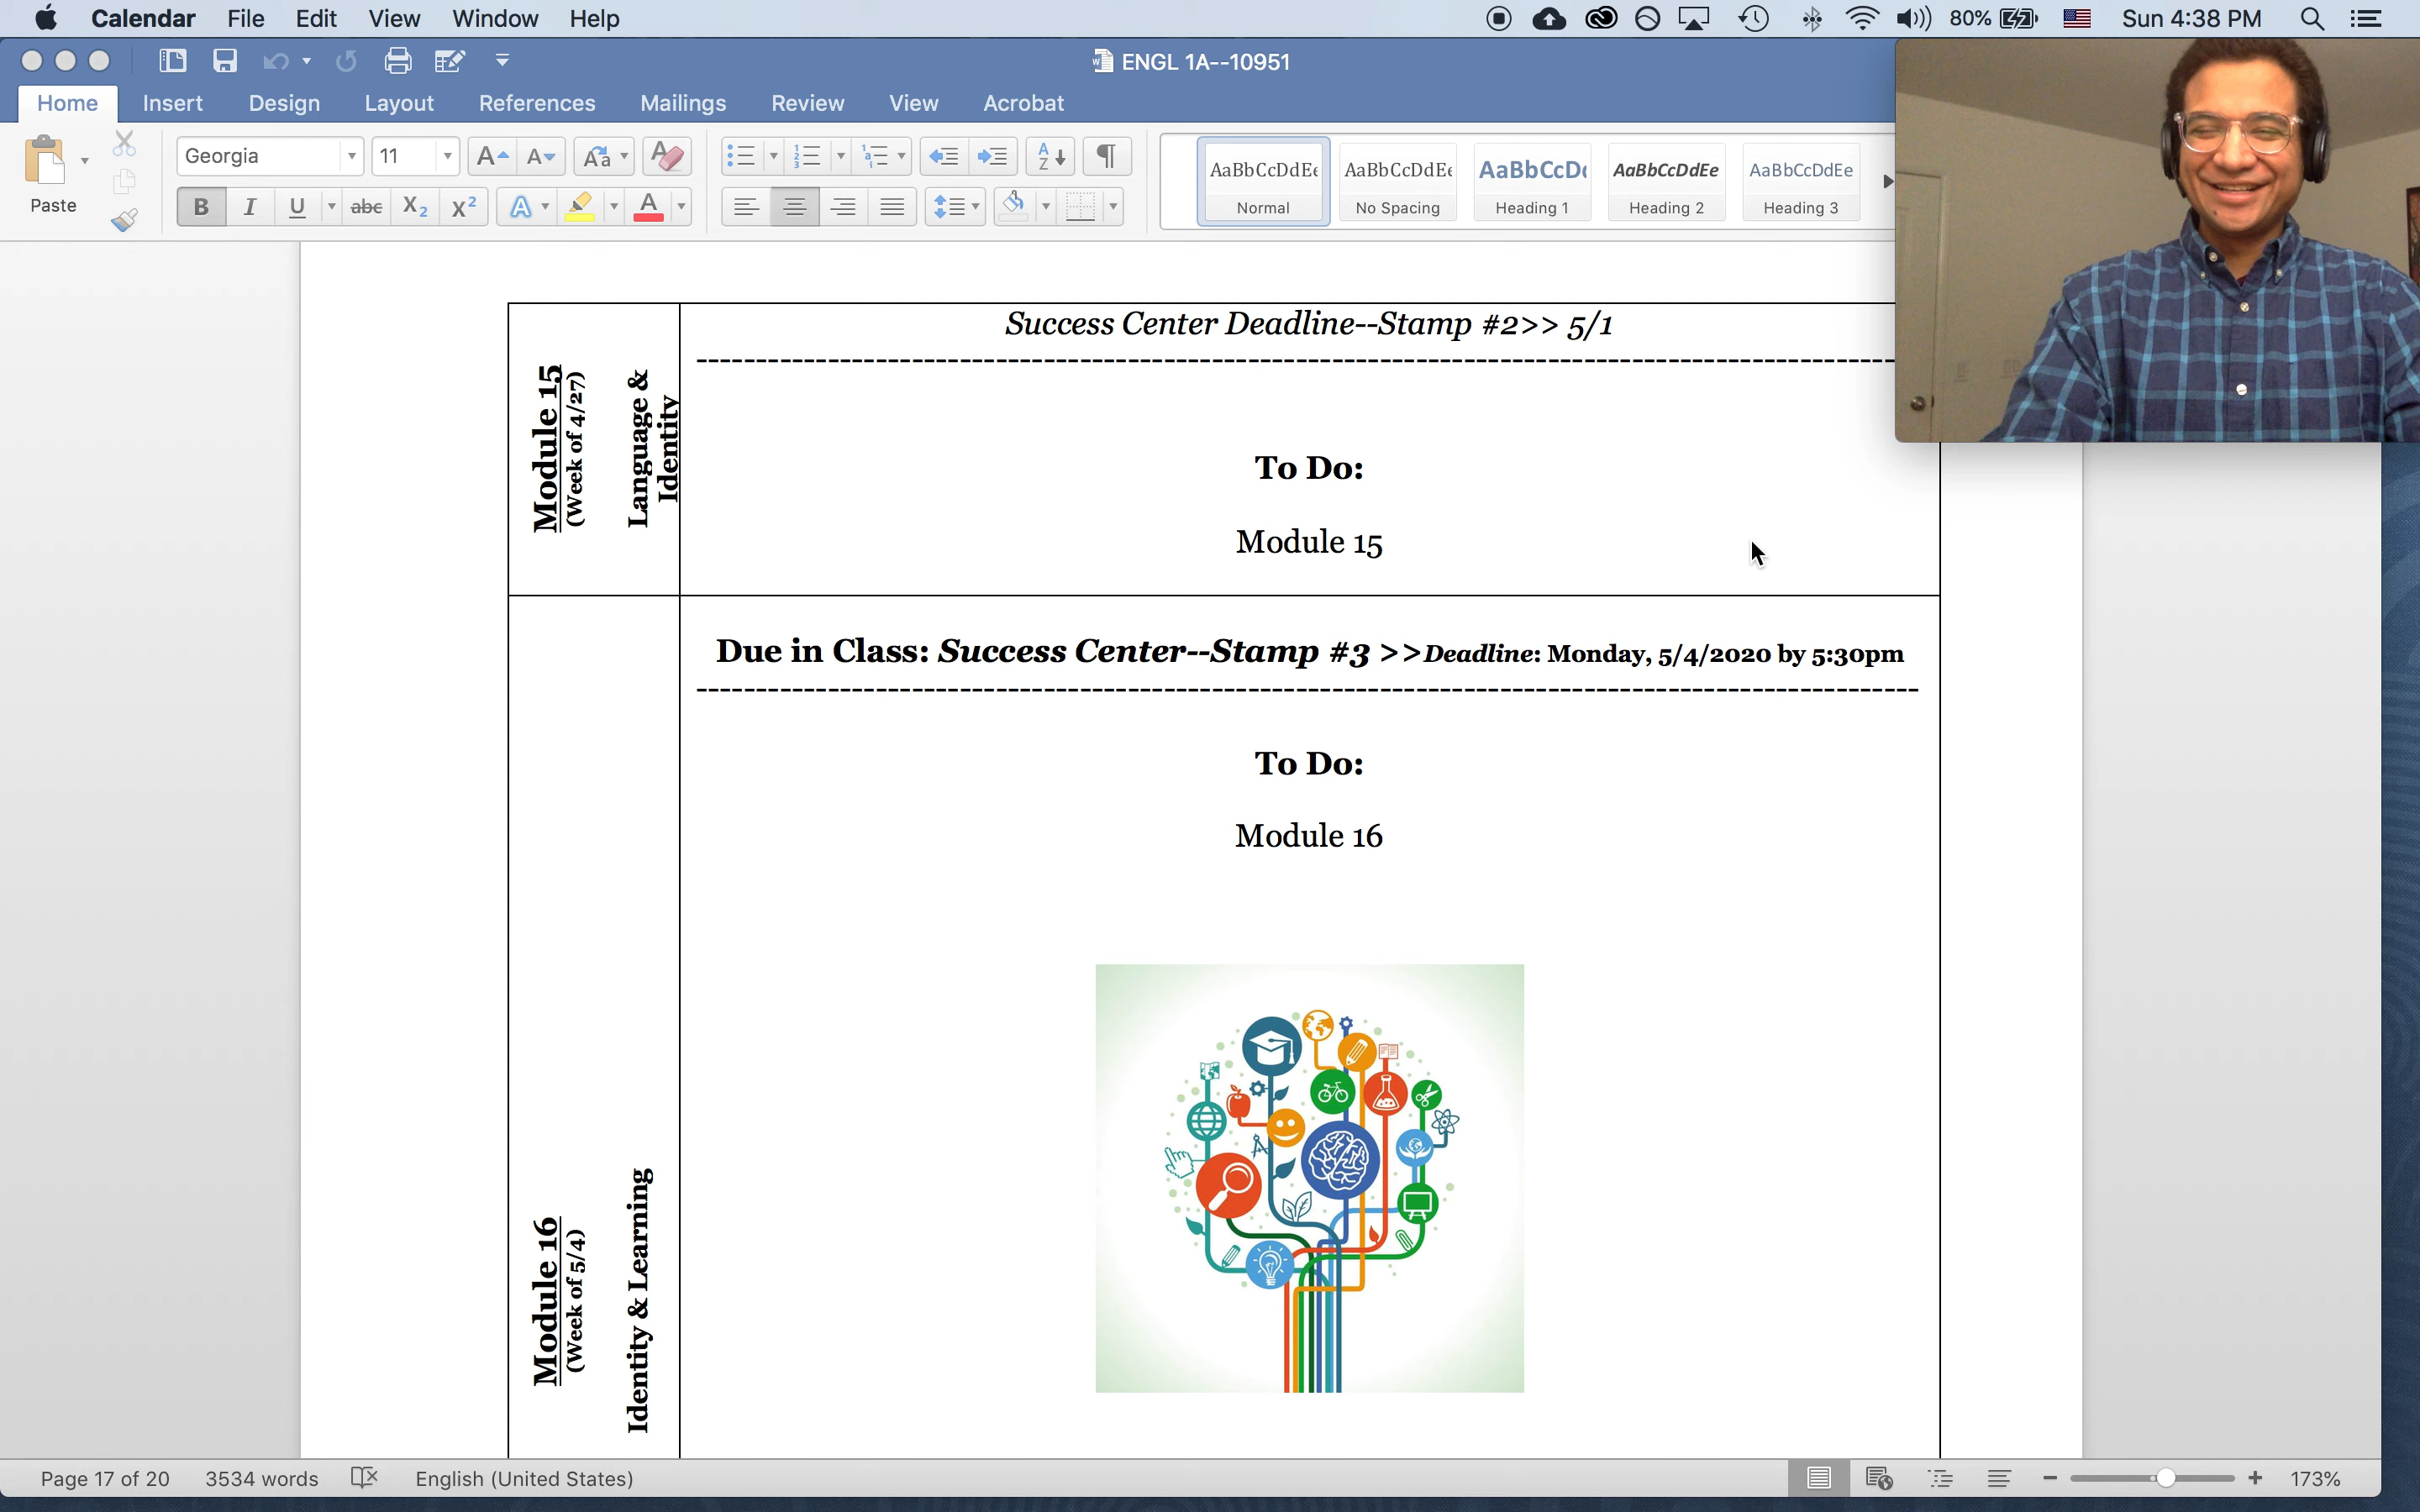 Calendar File Edit View Window Help 80% Sun 4:38 PM
ENGL 1A--10951
Home Insert Design Layout References Mailings Review View Acrobat
Paste
Georgia 11
AaBbCcDdEe AaBbCcDdEe AaBbCcDc AaBbCcDdEe AaBbCcDdEe
Normal No Spacing Heading 1 Heading 2 Heading 3
Module 15
(Week of 4/27)
Language &
Identity
Success Center Deadline--Stamp #2>> 5/1
To Do:
Module 15
Module 16
(Week of 5/4)
Identity & Learning
Due in Class: Success Center--Stamp #3 >>Deadline: Monday, 5/4/2020 by 5:30pm
To Do:
Module 16
Page 17 of 20 3534 words English (United States) 173%